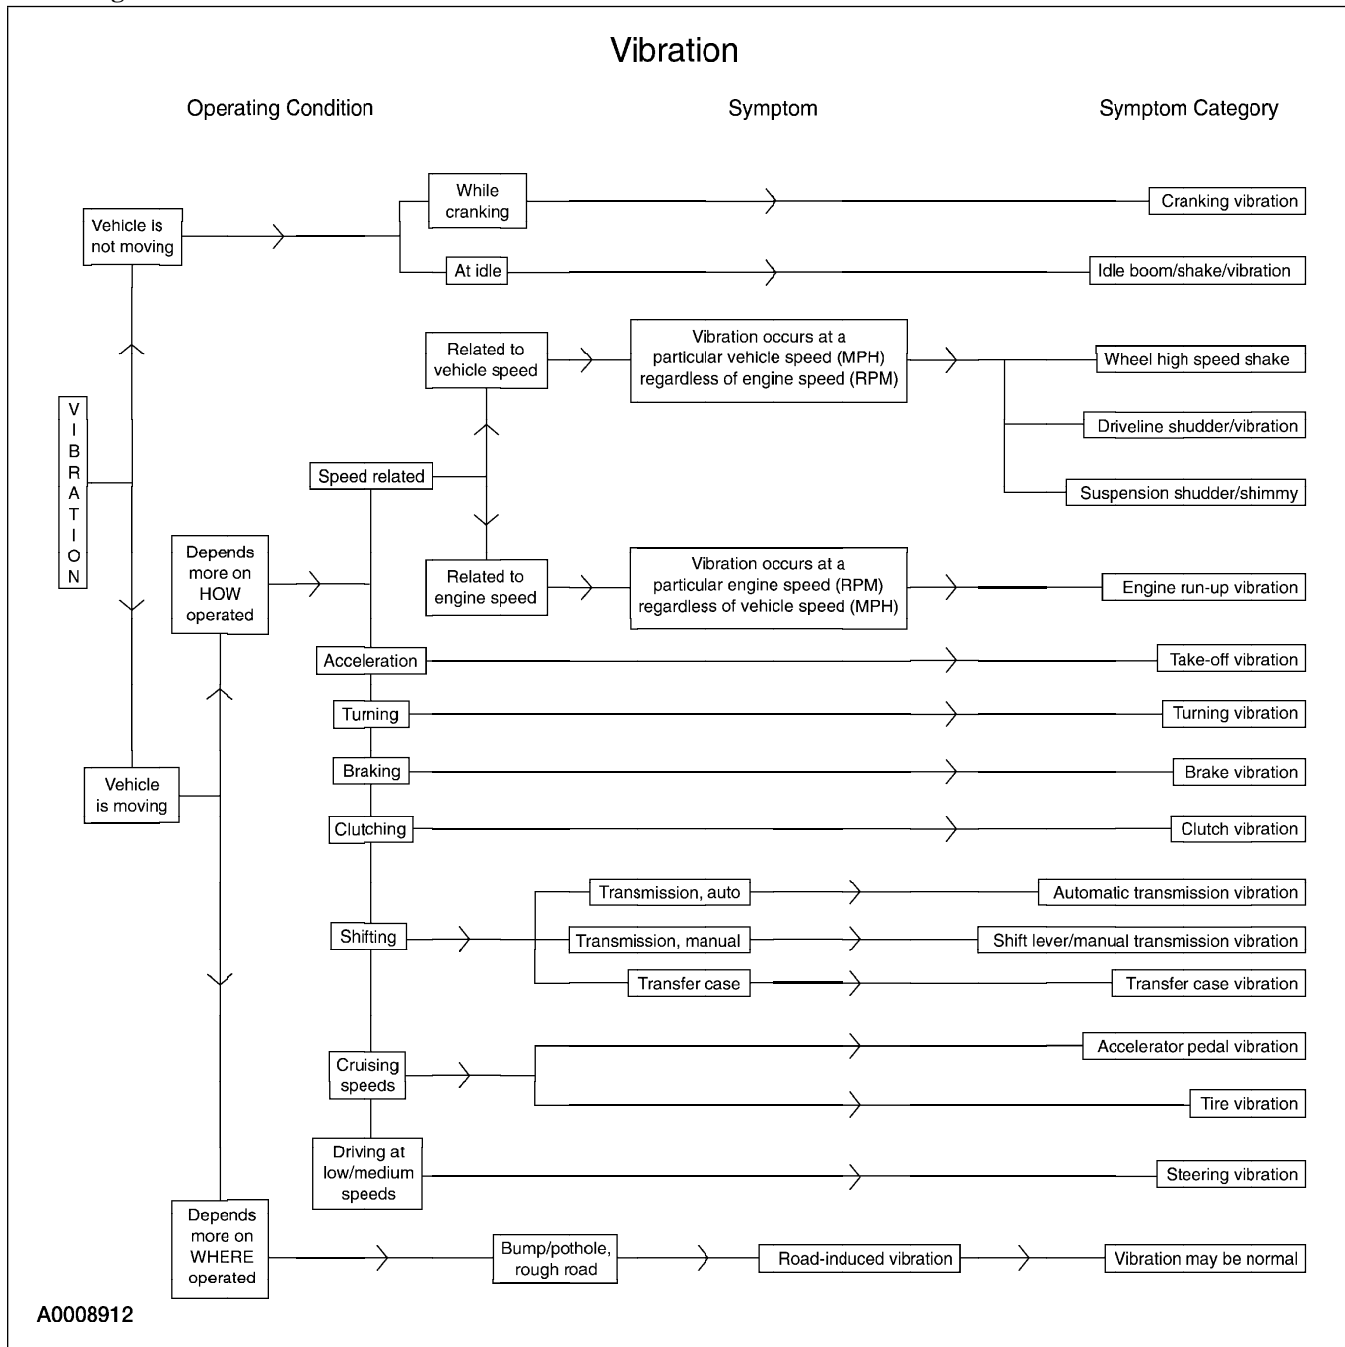 Vibration
Operating Condition
Symptom
Symptom Category
While
cranking
Cranking vibration
Vehicle is
not moving
At idle
Idle boom/shake/vibration
Related to
vehicle speed
Vibration occurs at a
particular vehicle speed (MPH)
regardless of engine speed (RPM)
Wheel high speed shake
Driveline shudder/vibration
Suspension shudder/shimmy
VIBRATION
Speed related
Depends
more on
HOW
operated
Related to
engine speed
Vibration occurs at a
particular engine speed (RPM)
regardless of vehicle speed (MPH)
Engine run-up vibration
Acceleration
Take-off vibration
Turning
Turning vibration
Vehicle
is moving
Braking
Brake vibration
Clutching
Clutch vibration
Shifting
Transmission, auto
Automatic transmission vibration
Transmission, manual
Shift lever/manual transmission vibration
Transfer case
Transfer case vibration
Cruising
speeds
Accelerator pedal vibration
Tire vibration
Driving at
low/medium
speeds
Steering vibration
Depends
more on
WHERE
operated
Bump/pothole,
rough road
Road-induced vibration
Vibration may be normal
A0008912